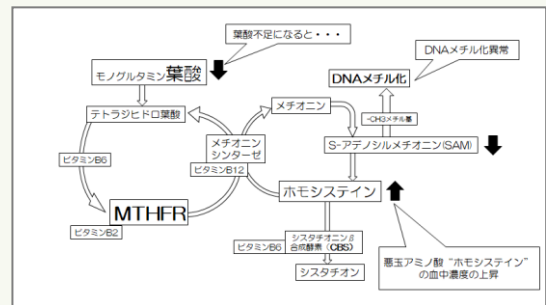 葉酸不足になると・・・
モノグルタミン葉酸
DNAメチル化異常
DNAメチル化
テトラジヒドロ葉酸
メチオニン
-CH3メチル基
メチオニン
シンターゼ
S-アデノシルメチオニン(SAM)
ビタミンB6
ビタミンB12
ホモシステイン
MTHFR
ビタミンB2
ビタミンB6
シスタチオニンβ
合成酵素(CBS)
シスタチオン
悪玉アミノ酸“ホモシステイン”
の血中濃度の上昇